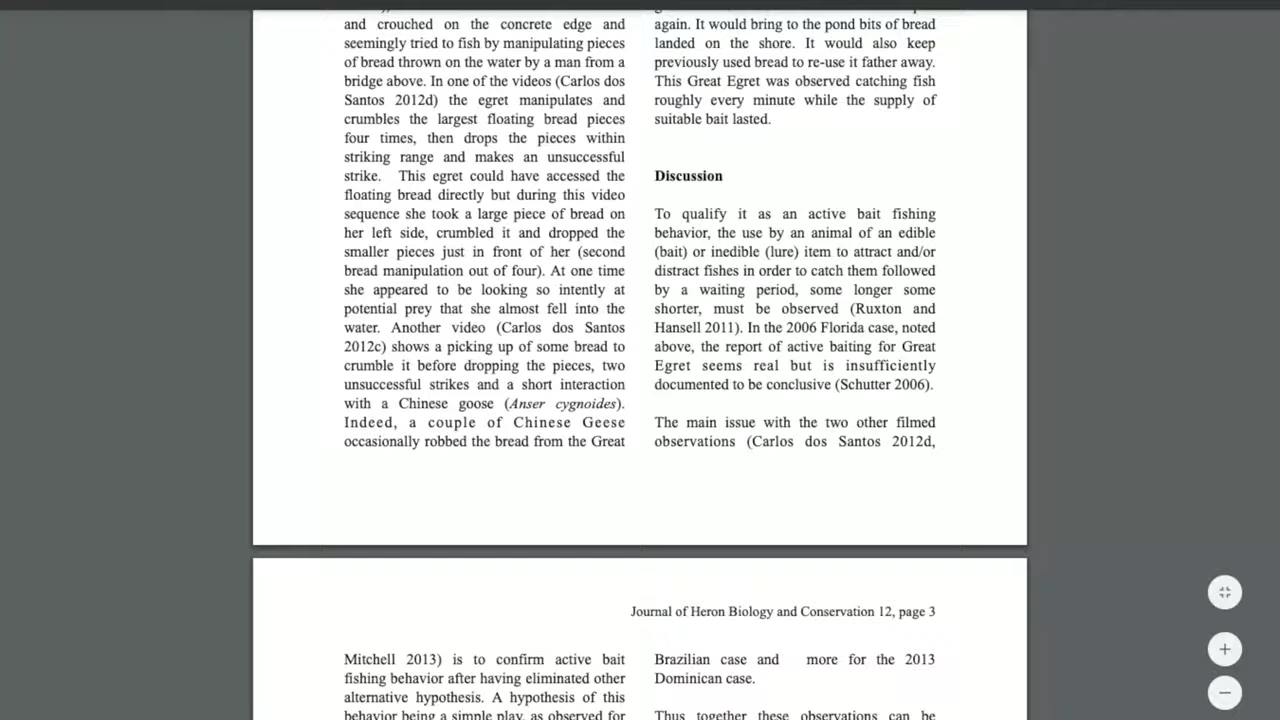 and crouched on the concrete edge and
seemingly tried to fish by manipulating pieces
of bread thrown on the water by a man from a
bridge above. In one of the videos (Carlos dos
Santos 2012d) the egret manipulates and
crumbles the largest floating bread pieces
four times, then drops the pieces within
striking range and makes an unsuccessful
strike. This egret could have accessed the
floating bread directly but during this video
sequence she took a large piece of bread on
her left side, crumbled it and dropped the
smaller pieces just in front of her (second
bread manipulation out of four). At one time
she appeared to be looking so intently at
potential prey that she almost fell into the
water. Another video (Carlos dos Santos
2012c) shows a picking up of some bread to
crumble it before dropping the pieces, two
unsuccessful strikes and a short interaction
with a Chinese goose (Anser cygnoides).
Indeed, a couple of Chinese Geese
occasionally robbed the bread from the Great
again. It would bring to the pond bits of bread
landed on the shore. It would also keep
previously used bread to re-use it father away.
This Great Egret was observed catching fish
roughly every minute while the supply of
suitable bait lasted.
Discussion
To qualify it as an active bait fishing
behavior, the use by an animal of an edible
(bait) or inedible (lure) item to attract and/or
distract fishes in order to catch them followed
by a waiting period, some longer some
shorter, must be observed (Ruxton and
Hansell 2011). In the 2006 Florida case, noted
above, the report of active baiting for Great
Egret seems real but is insufficiently
documented to be conclusive (Schutter 2006).
The main issue with the two other filmed
observations (Carlos dos Santos 2012d,
Journal of Heron Biology and Conservation 12, page 3
Mitchell 2013) is to confirm active bait
fishing behavior after having eliminated other
alternative hypothesis. A hypothesis of this
behavior being a simple play, as observed for
Brazilian case and more for the 2013
Dominican case.
Thus together these observations can be